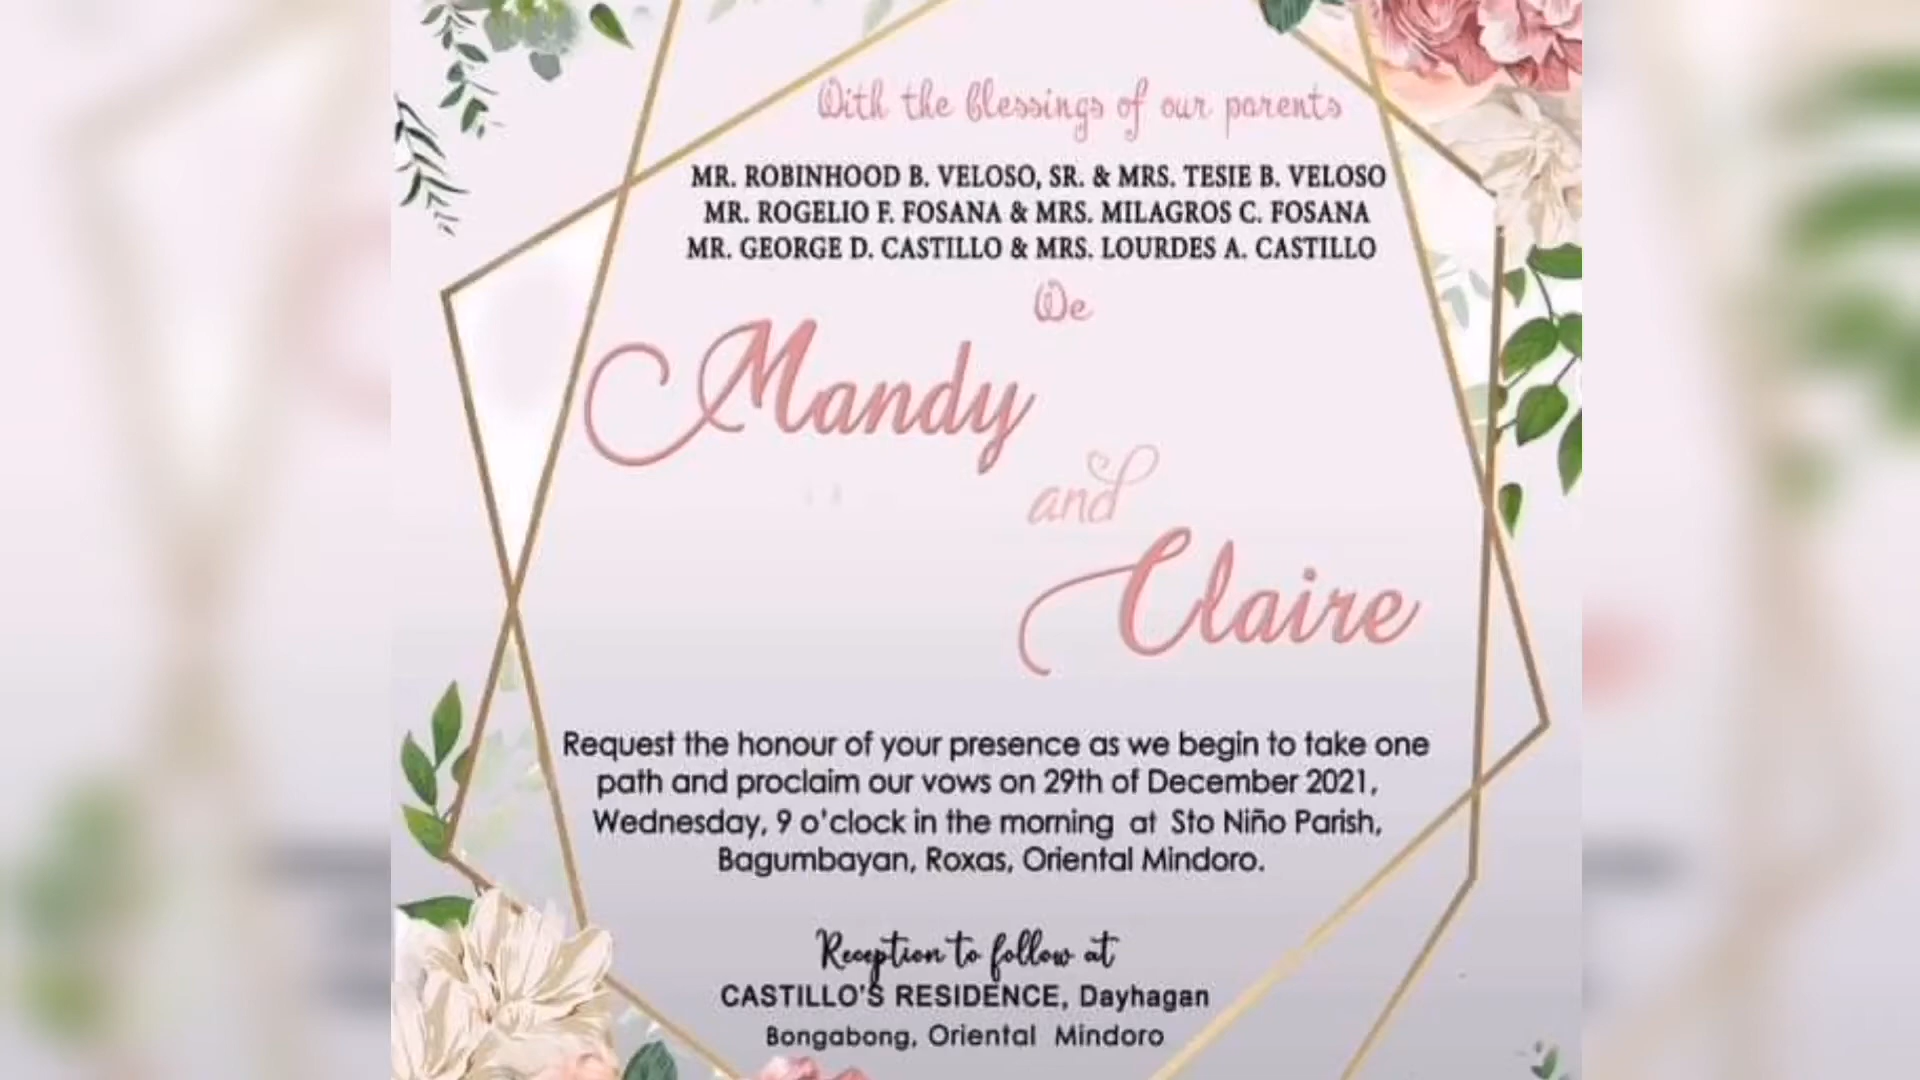 With the blessings of our parents
MR. ROBINHOOD B. VELOSO, SR. & MRS. TESIE B. VELOSO
MR. ROGELIO F. FOSANA & MRS. MILAGROS C. FOSANA
MR. GEORGE D. CASTILLO & MRS. LOURDES A. CASTILLO
We
Mandy
and
Claire
Request the honour of your presence as we begin to take one
path and proclaim our vows on 29th of December 2021,
Wednesday, 9 o'clock in the morning at Sto Niño Parish,
Bagumbayan, Roxas, Oriental Mindoro.
Reception to follow at
CASTILLO'S RESIDENCE, Dayhagan
Bongabong, Oriental Mindoro